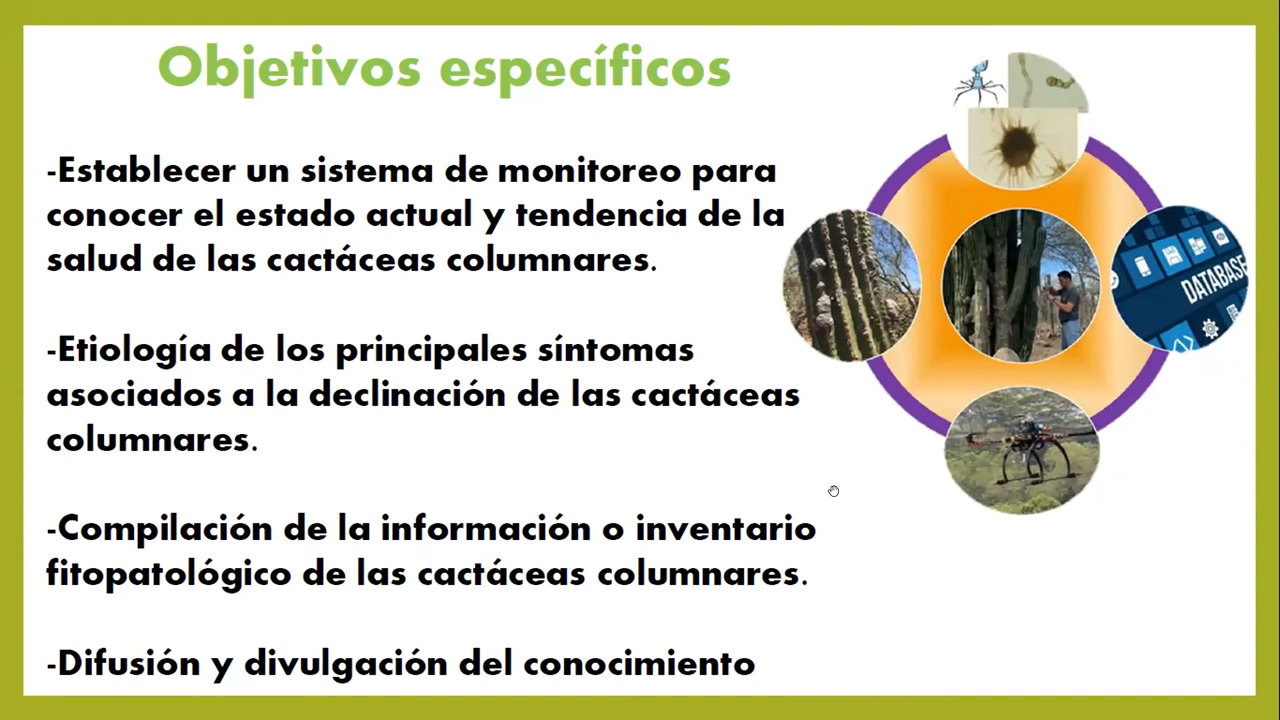 Objetivos específicos
-Establecer un sistema de monitoreo para
conocer el estado actual y tendencia de la
salud de las cactáceas columnares.
-Etiología de los principales síntomas
asociados a la declinación de las cactáceas
columnares.
-Compilación de la información o inventario
fitopatológico de las cactáceas columnares.
-Difusión y divulgación del conocimiento
DATABASE